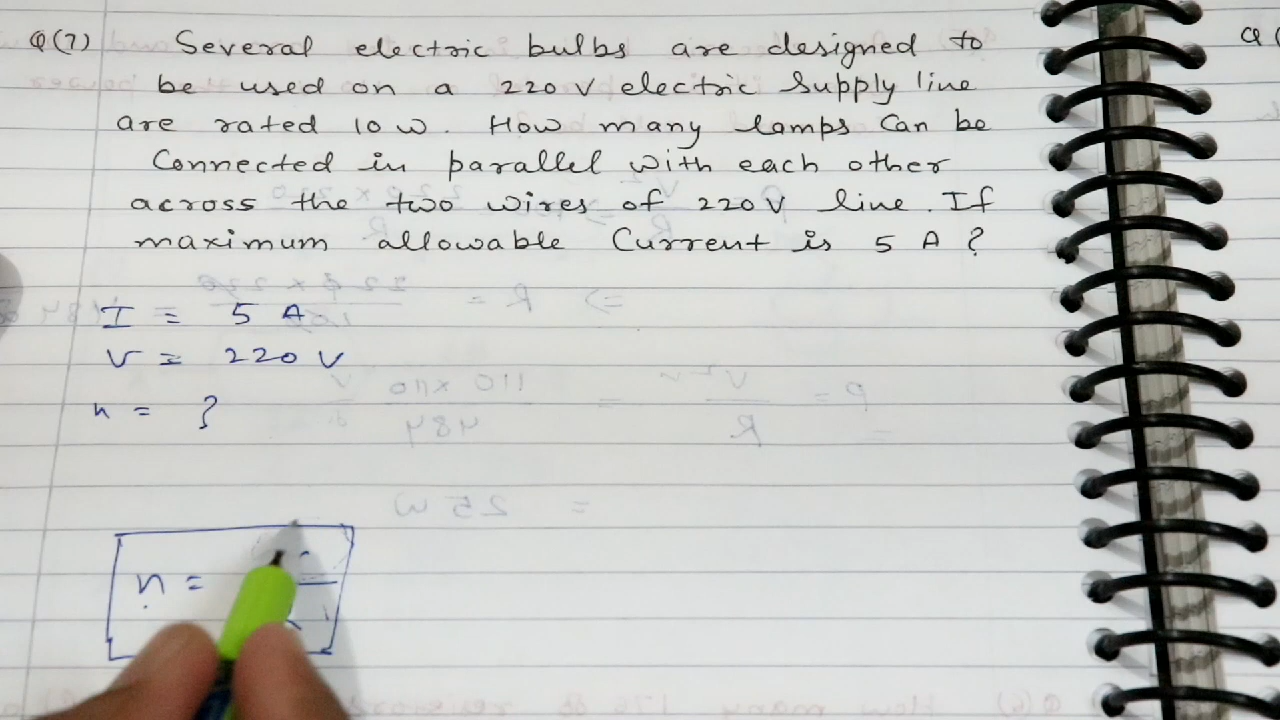 Q(7) Several electric bulbs are designed to
be used on a 220 V electric Supply line
are rated 10 W. How many lamps Can be
Connected in parallel with each other
across the two wires of 220 V line. If
maximum allowable Current is 5 A ?
I = 5 A
V = 220 V
n = ?
n =